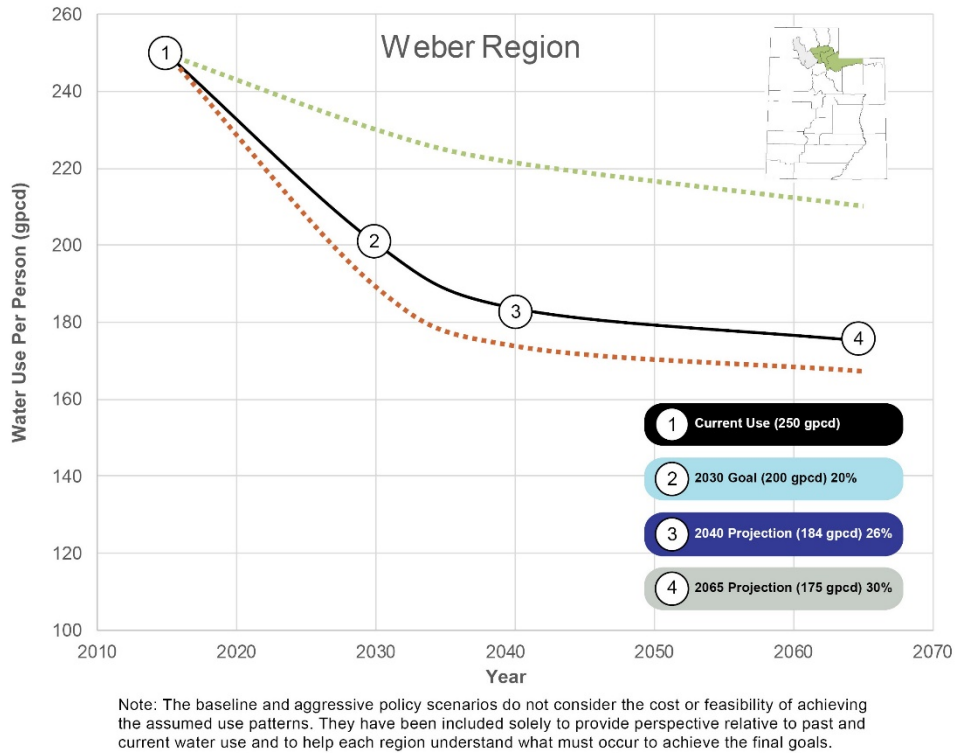 Weber Region
Water Use Per Person (gpcd)
260
240
220
200
180
160
140
120
100
1
2
3
4
1 Current Use (250 gpcd)
2 2030 Goal (200 gpcd) 20%
3 2040 Projection (184 gpcd) 26%
4 2065 Projection (175 gpcd) 30%
2010 2020 2030 2040 2050 2060 2070
Year
Note: The baseline and aggressive policy scenarios do not consider the cost or feasibility of achieving
the assumed use patterns. They have been included solely to provide perspective relative to past and
current water use and to help each region understand what must occur to achieve the final goals.